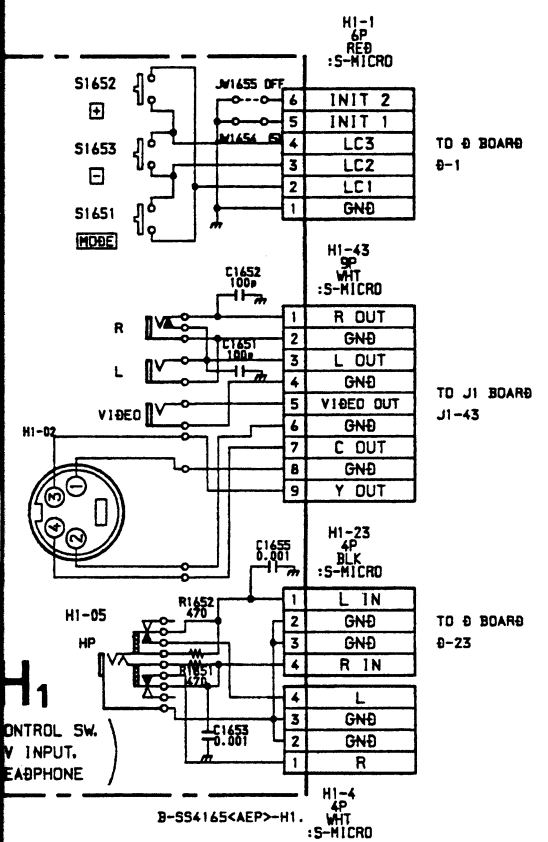 H1-1
6P
RED
:S-MICRO
S1652
+
S1653
-
S1651
MODE
JW1655 OFF
JW1654
6 INIT 2
5 INIT 1
4 LC3
3 LC2
2 LC1
1 GND
TO D BOARD
D-1
H1-43
9P
WHT
:S-MICRO
C1652
100p
R
C1651
100p
L
VIDEO
1 R OUT
2 GND
3 L OUT
4 GND
5 VIDEO OUT
6 GND
7 C OUT
8 GND
9 Y OUT
TO J1 BOARD
J1-43
H1-02
3 1
4 2
H1-23
4P
BLK
:S-MICRO
C1655
0.001
H1-05
HP
R1652
470
R1651
470
C1653
0.001
1 L IN
2 GND
3 GND
4 R IN
TO D BOARD
D-23
4 L
3 GND
2 GND
1 R
H1
ONTROL SW,
V INPUT,
EADPHONE
B-SS4165<AEP>-H1.
H1-4
4P
WHT
:S-MICRO